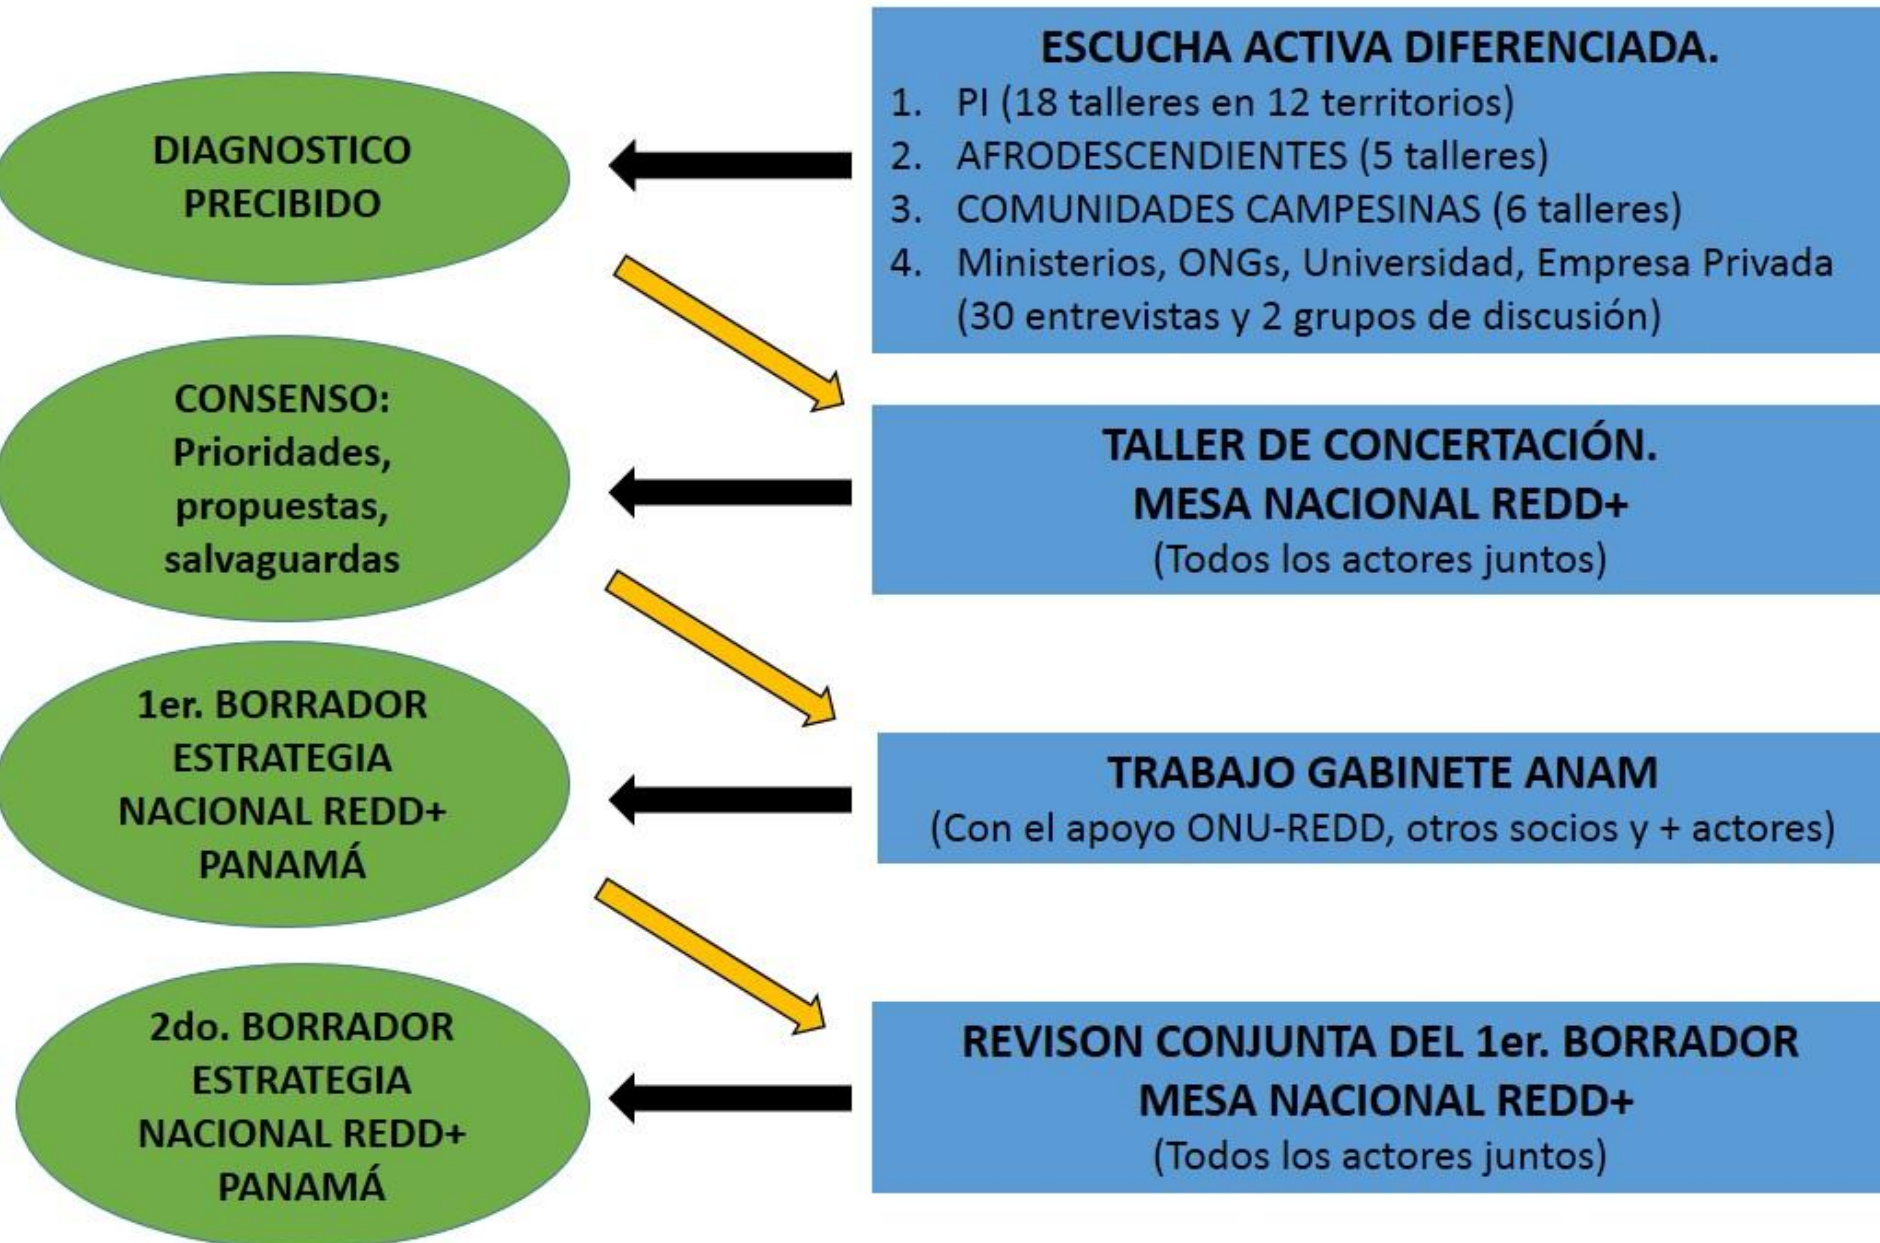 ESCUCHA ACTIVA DIFERENCIADA.
1. PI (18 talleres en 12 territorios)
2. AFRODESCENDIENTES (5 talleres)
3. COMUNIDADES CAMPESINAS (6 talleres)
4. Ministerios, ONGs, Universidad, Empresa Privada
(30 entrevistas y 2 grupos de discusión)
DIAGNOSTICO
PRECIBIDO
TALLER DE CONCERTACIÓN.
MESA NACIONAL REDD+
(Todos los actores juntos)
CONSENSO:
Prioridades,
propuestas,
salvaguardas
TRABAJO GABINETE ANAM
(Con el apoyo ONU-REDD, otros socios y + actores)
1er. BORRADOR
ESTRATEGIA
NACIONAL REDD+
PANAMÁ
REVISON CONJUNTA DEL 1er. BORRADOR
MESA NACIONAL REDD+
(Todos los actores juntos)
2do. BORRADOR
ESTRATEGIA
NACIONAL REDD+
PANAMÁ